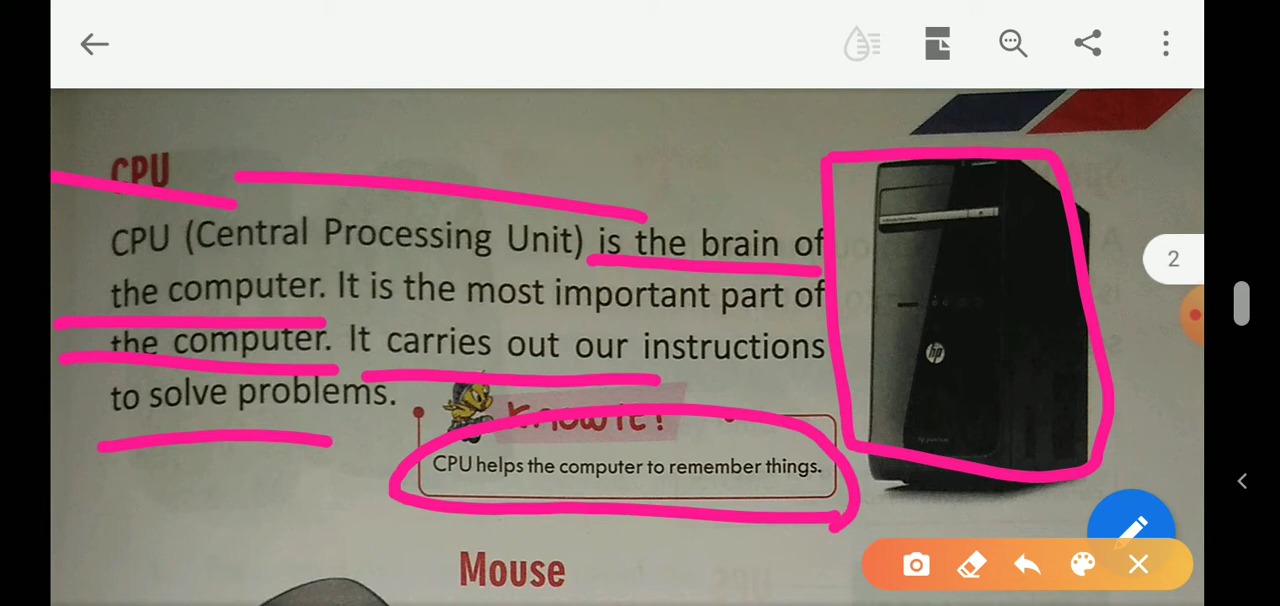 2
CPU
CPU (Central Processing Unit) is the brain of
the computer. It is the most important part of
the computer. It carries out our instructions
to solve problems.
hp
Know it!
CPU helps the computer to remember things.
Mouse